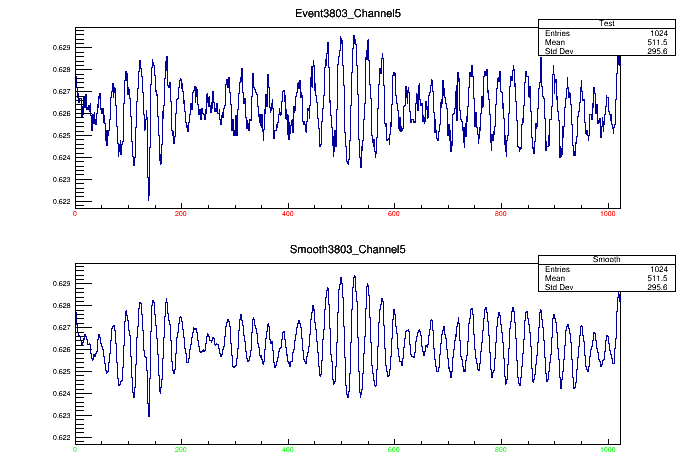 Event3803_Channel5
Test
Entries 1024
Mean 511.5
Std Dev 295.6
0.629
0.628
0.627
0.626
0.625
0.624
0.623
0.622
0 200 400 600 800 1000
Smooth3803_Channel5
Smooth
Entries 1024
Mean 511.5
Std Dev 295.6
0.629
0.628
0.627
0.626
0.625
0.624
0.623
0.622
0 200 400 600 800 1000